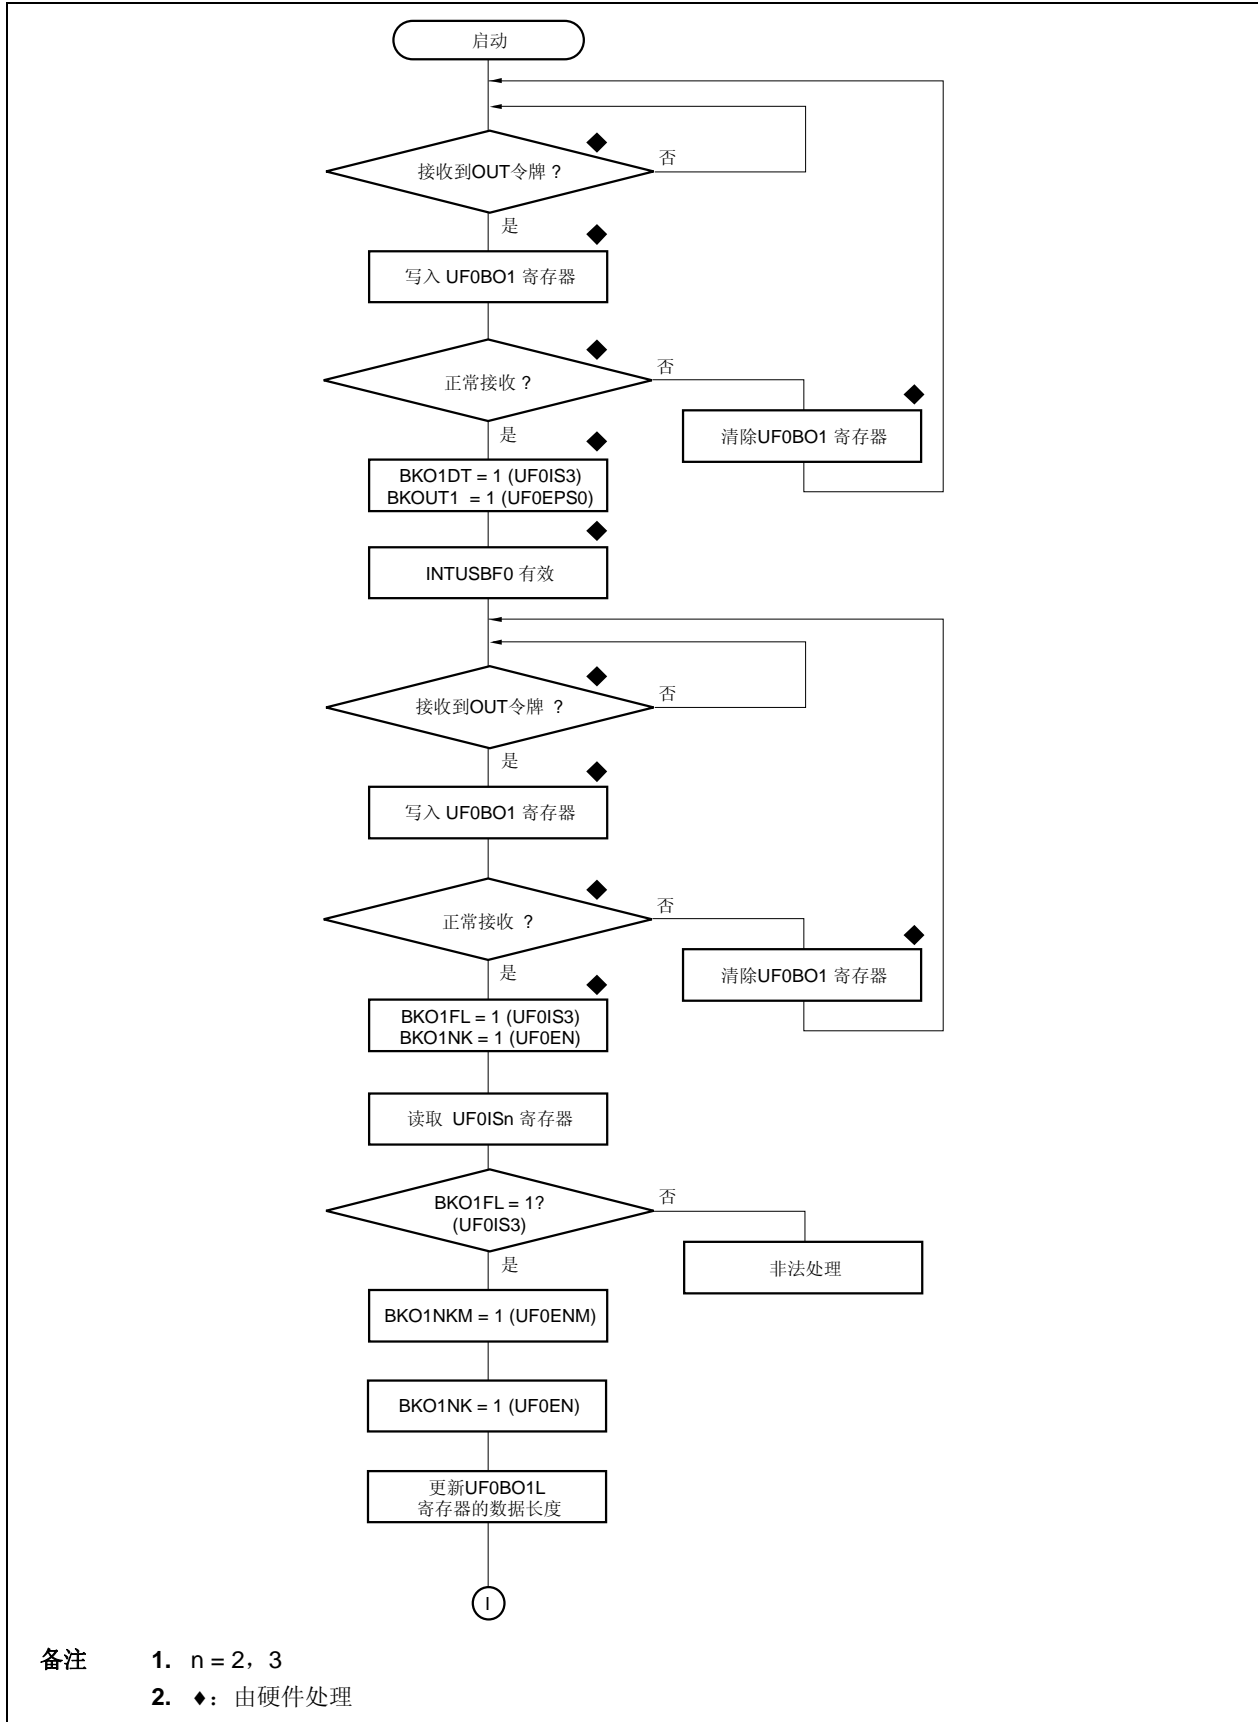 启动
接收到OUT令牌 ?
否
是
写入 UF0BO1 寄存器
正常接收 ?
否
清除UF0BO1 寄存器
是
BKO1DT = 1 (UF0IS3)
BKOUT1 = 1 (UF0EPS0)
INTUSBF0 有效
接收到OUT令牌 ?
否
是
写入 UF0BO1 寄存器
正常接收 ?
否
清除UF0BO1 寄存器
是
BKO1FL = 1 (UF0IS3)
BKO1NK = 1 (UF0EN)
读取 UF0ISn 寄存器
BKO1FL = 1?
(UF0IS3)
否
非法处理
是
BKO1NKM = 1 (UF0ENM)
BKO1NK = 1 (UF0EN)
更新UF0BO1L
寄存器的数据长度
I
备注 1. n = 2，3
2. ♦：由硬件处理